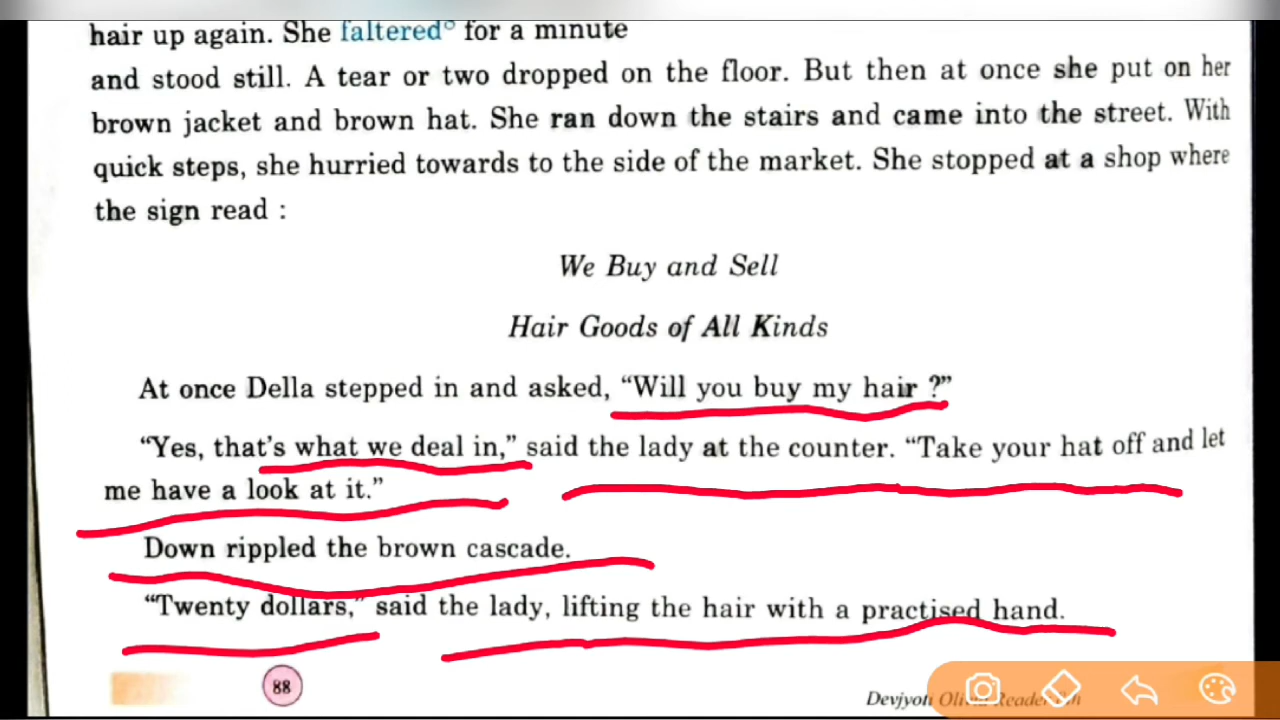 hair up again. She faltered° for a minute
and stood still. A tear or two dropped on the floor. But then at once she put on her
brown jacket and brown hat. She ran down the stairs and came into the street. With
quick steps, she hurried towards to the side of the market. She stopped at a shop where
the sign read :
We Buy and Sell
Hair Goods of All Kinds
At once Della stepped in and asked, “Will you buy my hair ?”
“Yes, that’s what we deal in,” said the lady at the counter. “Take your hat off and let
me have a look at it.”
Down rippled the brown cascade.
“Twenty dollars,” said the lady, lifting the hair with a practised hand.
88
Devjyoti